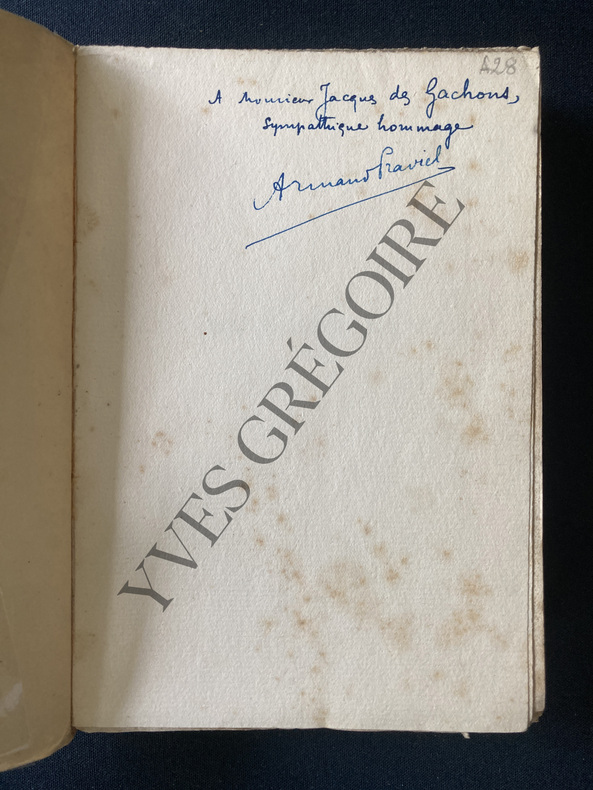 428
A Monsieur Jacques des Gachons,
sympathique hommage
Armand Praviel
YVES GRÉGOIRE